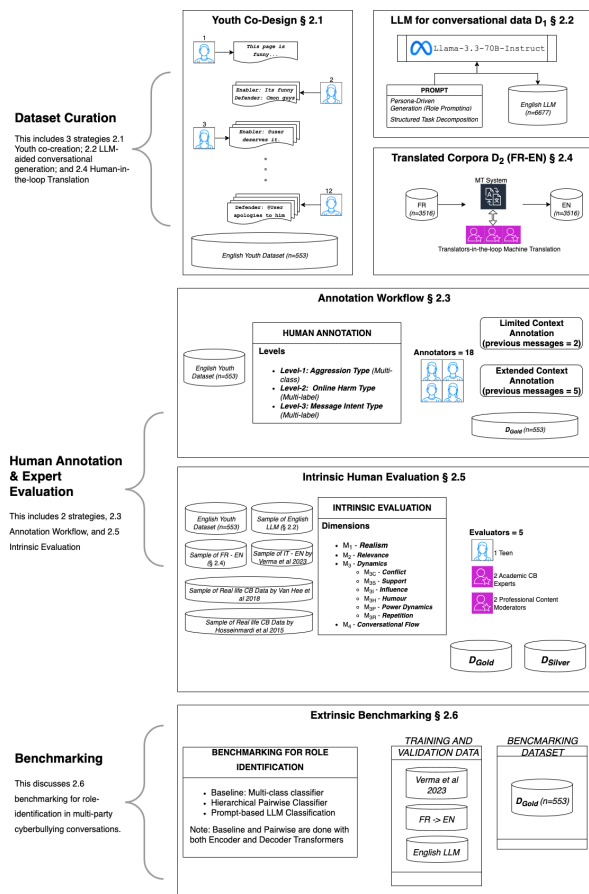 Youth Co-Design § 2.1
1
This page is
funny...
Enabler: Its funny
Defender: Cmon guys
2
3
Enabler: @user
deserves it.
12
Defender: @User
apologies to him
English Youth Dataset (n=553)
LLM for conversational data D1 § 2.2
Llama-3.3-70B-Instruct
PROMPT
Persona-Driven
Generation (Role Prompting)
Structured Task Decomposition
English LLM
(n=6677)
Translated Corpora D2 (FR-EN) § 2.4
MT System
FR
(n=3516)
EN
(n=3516)
Translators-in-the-loop Machine Translation
Dataset Curation
This includes 3 strategies 2.1
Youth co-creation; 2.2 LLM-
aided conversational
generation; and 2.4 Human-in-
the-loop Translation
Annotation Workflow § 2.3
English Youth
Dataset (n=553)
HUMAN ANNOTATION
Levels
• Level-1: Aggression Type (Multi-
class)
• Level-2: Online Harm Type
(Multi-label)
• Level-3: Message Intent Type
(Multi-label)
Annotators = 18
Limited Context
Annotation
(previous messages = 2)
Extended Context
Annotation
(previous messages = 5)
DGold (n=553)
Human Annotation
& Expert
Evaluation
This includes 2 strategies, 2.3
Annotation Workflow, and 2.5
Intrinsic Evaluation
Intrinsic Human Evaluation § 2.5
English Youth
Dataset (n=553)
Sample of English
LLM (§ 2.2)
Sample of FR - EN
(§ 2.4)
Sample of IT - EN by
Verma et al 2023
Sample of Real life CB Data by Van Hee et
al 2018
Sample of Real life CB Data by
Hosseinmardi et al 2015
INTRINSIC EVALUATION
Dimensions
• M1 - Realism
• M2 - Relevance
• M3 - Dynamics
○ M3C - Conflict
○ M3S - Support
○ M3I - Influence
○ M3H - Humour
○ M3P - Power Dynamics
○ M3R - Repetition
• M4 - Conversational Flow
Evaluators = 5
1 Teen
2 Academic CB
Experts
2 Professional Content
Moderators
DGold
DSilver
Extrinsic Benchmarking § 2.6
Benchmarking
This discusses 2.6
benchmarking for role-
identification in multi-party
cyberbullying conversations.
BENCHMARKING FOR ROLE
IDENTIFICATION
• Baseline: Multi-class classifier
• Hierarchical Pairwise Classifier
• Prompt-based LLM Classification
Note: Baseline and Pairwise are done with
both Encoder and Decoder Transformers
TRAINING AND
VALIDATION DATA
Verma et al
2023
FR -> EN
English LLM
BENCMARKING
DATASET
DGold (n=553)